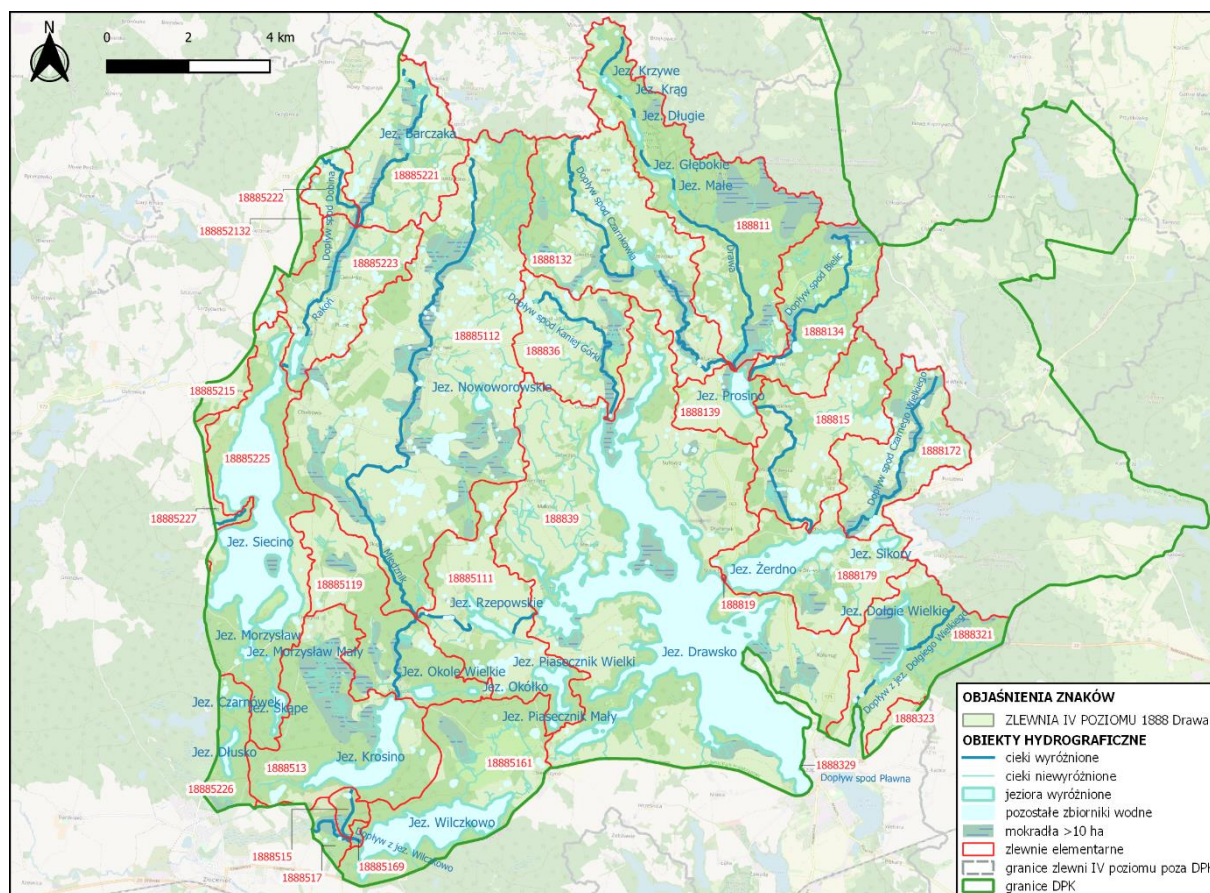 N
0 2 4 km
Jez. Krzywe
Jez. Krąg
Jez. Długie
Jez. Barczaka
Jez. Głębokie
Jez. Małe
18885221
18885222
188852132
Dopływ spod Dobina
Dopływ spod Czarnkowia
188811
18885223
1888132
Drawa
Dopływ spod Bielic
Rakoń
Dopływ spod Kaniej Górki
18885112
188836
1888134
18885215
Jez. Nowoworowskie
Jez. Prosino
1888139
188815
Dopływ spod Czarnego Wielkiego
1888172
18885225
18885227
188839
Jez. Siecino
Jez. Sikory
Jez. Żerdno
Miedznik
18885119
18885111
1888179
188819
Jez. Rzepowskie
Jez. Dołgie Wielkie
1888321
Jez. Morzysław
Jez. Morzysław Mały
Jez. Piasecznik Wielki
Jez. Drawsko
Jez. Okole Wielkie
Jez. Okółko
Dopływ z jez. Dołgiego Wielkiego
Jez. Czarnówek
Jez. Skąpe
Jez. Piasecznik Mały
1888323
Jez. Dłusko
Jez. Krosino
1888513
18885161
1888329
Dopływ spod Pławna
18885226
Jez. Wilczkowo
Dopływ z jez. Wilczkowo
1888515
1888517
18885169
OBJAŚNIENIA ZNAKÓW
ZLEWNIA IV POZIOMU 1888 Drawa
OBIEKTY HYDROGRAFICZNE
cieki wyróżnione
cieki niewyróżnione
jeziora wyróżnione
pozostałe zbiorniki wodne
mokradła >10 ha
zlewnie elementarne
granice zlewni IV poziomu poza DPK
granice DPK